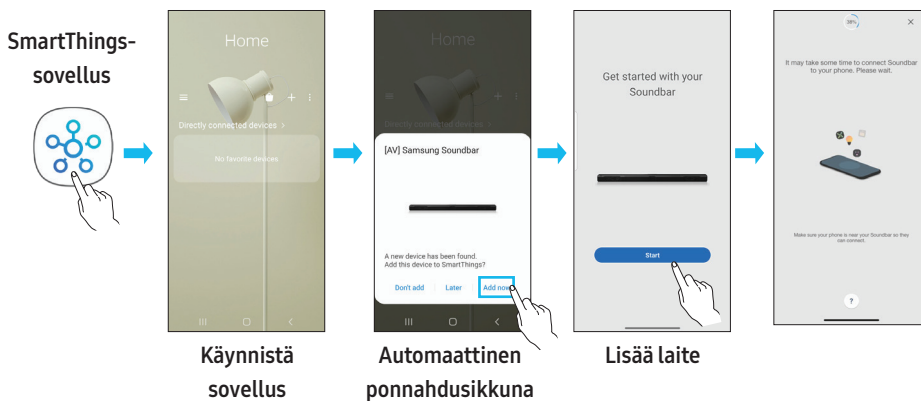 SmartThings-
sovellus
Home
Directly connected devices >
No favorite devices
Käynnistä
sovellus
Home
Directly connected devices >
[AV] Samsung Soundbar
A new device has been found.
Add this device to SmartThings?
Don't add
Later
Add now
Automaattinen
ponnahdusikkuna
Get started with your
Soundbar
Start
Lisää laite
38%
It may take some time to connect Soundbar
to your phone. Please wait.
Make sure your phone is near your Soundbar so they
can connect.
?